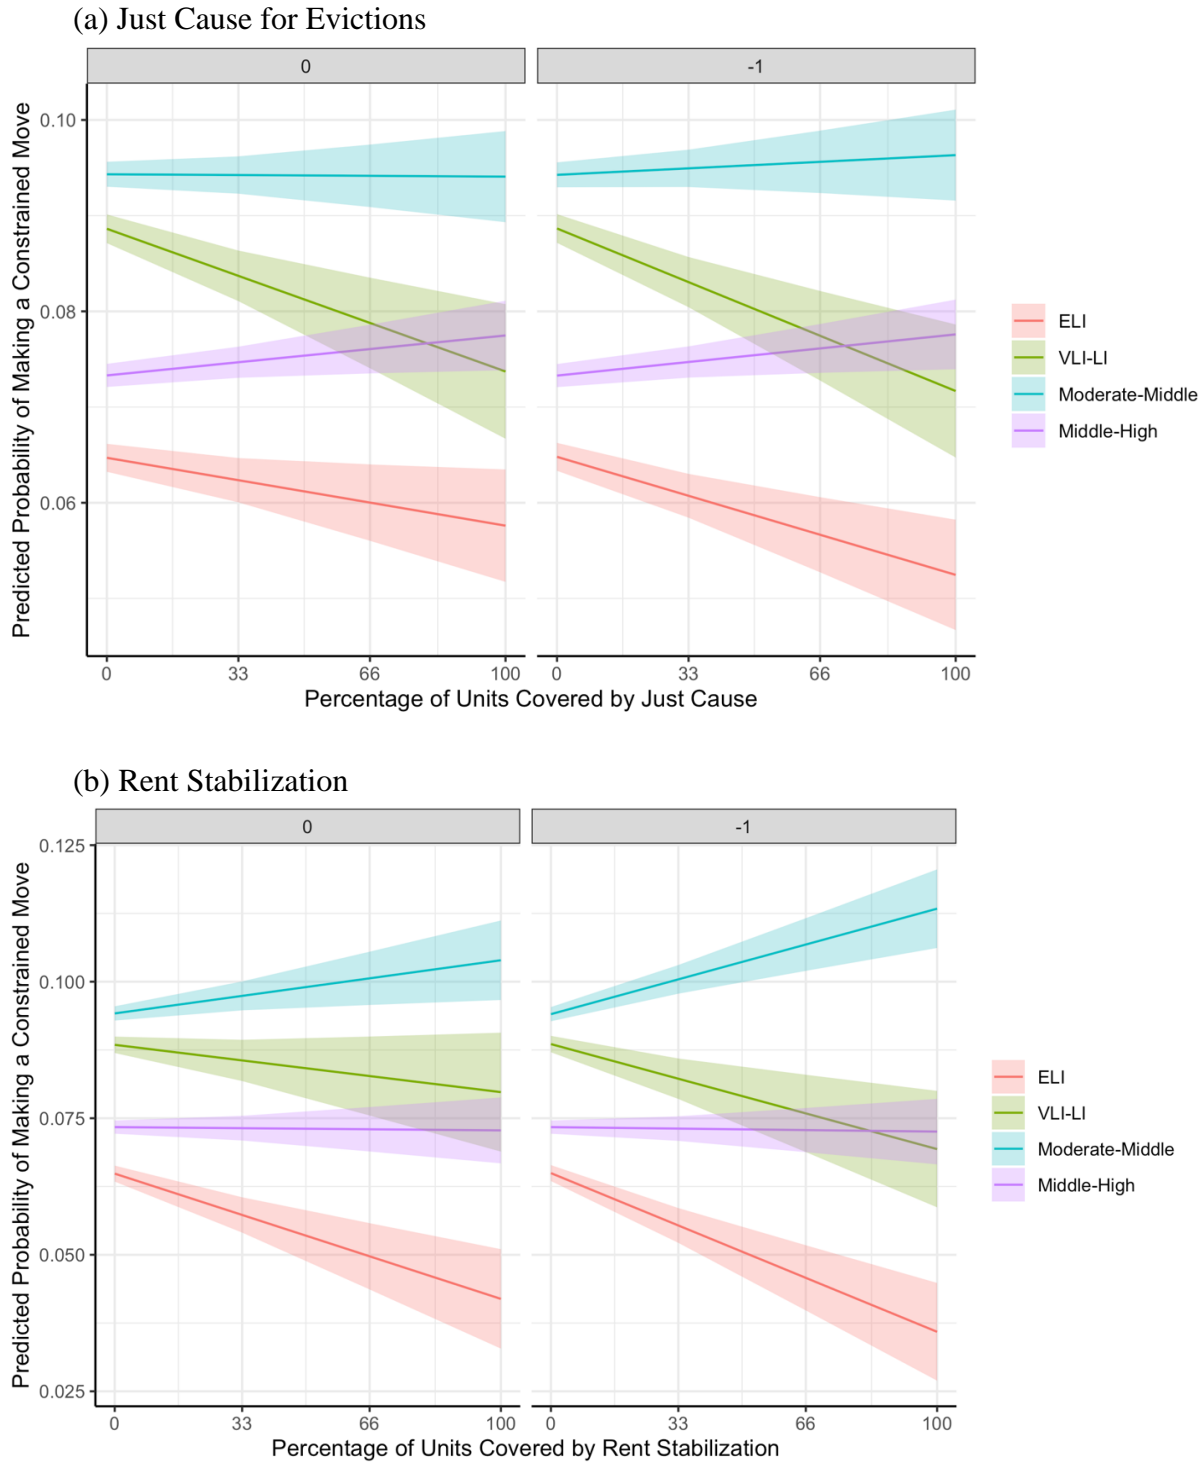 (a) Just Cause for Evictions
0
-1
Predicted Probability of Making a Constrained Move
0.10
0.08
0.06
0
33
66
100
0
33
66
100
Percentage of Units Covered by Just Cause
ELI
VLI-LI
Moderate-Middle
Middle-High
(b) Rent Stabilization
0
-1
Predicted Probability of Making a Constrained Move
0.125
0.100
0.075
0.050
0.025
0
33
66
100
0
33
66
100
Percentage of Units Covered by Rent Stabilization
ELI
VLI-LI
Moderate-Middle
Middle-High